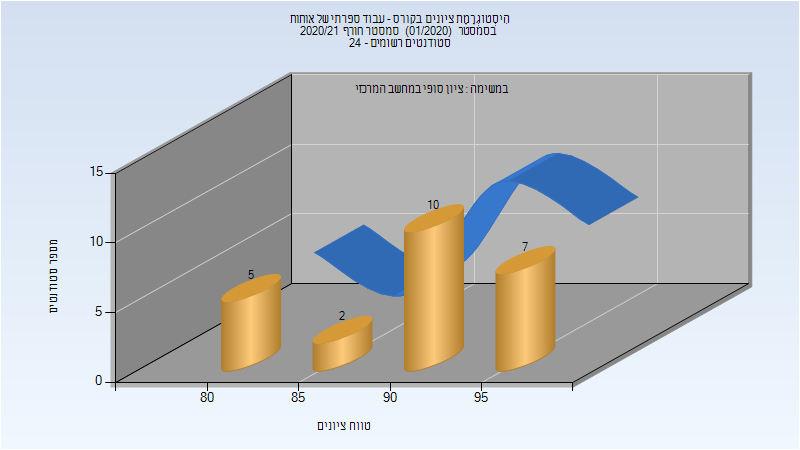 היסטוגרמת ציונים בקורס - עבוד ספרתי של אותות
בסמסטר (01/2020) סמסטר חורף 2020/21
סטודנטים רשומים - 24
במשימה : ציון סופי במחשב המרכזי
15
10
5
0
מספר סטודנטים
5
2
10
7
80
85
90
95
טווח ציונים